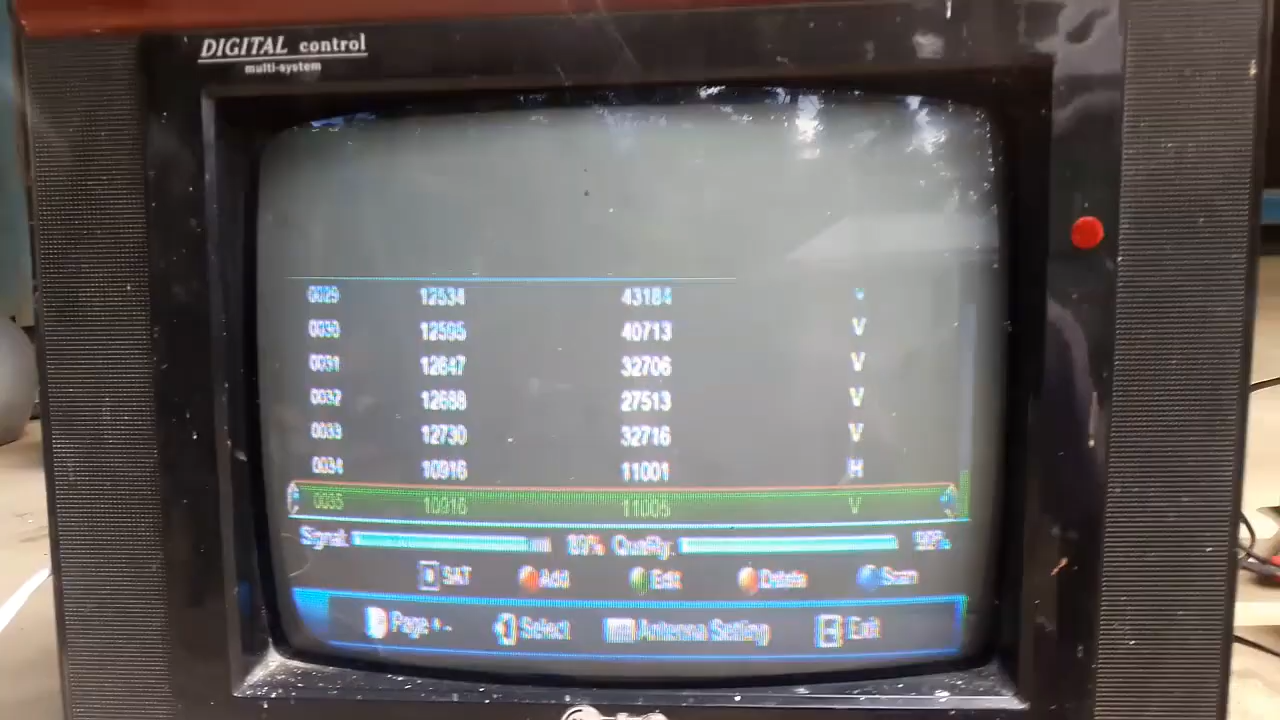 DIGITAL control
multi-system
0029 12534 43184 V
0030 12595 40713 V
0031 12647 32706 V
0032 12688 27513 V
0033 12730 32716 V
0034 10916 11001 H
0035 10916 11005 V
Signal: 89% Quality: 98%
SAT Add Edit Delete Scan
Page+- Select Antenna Setting Exit